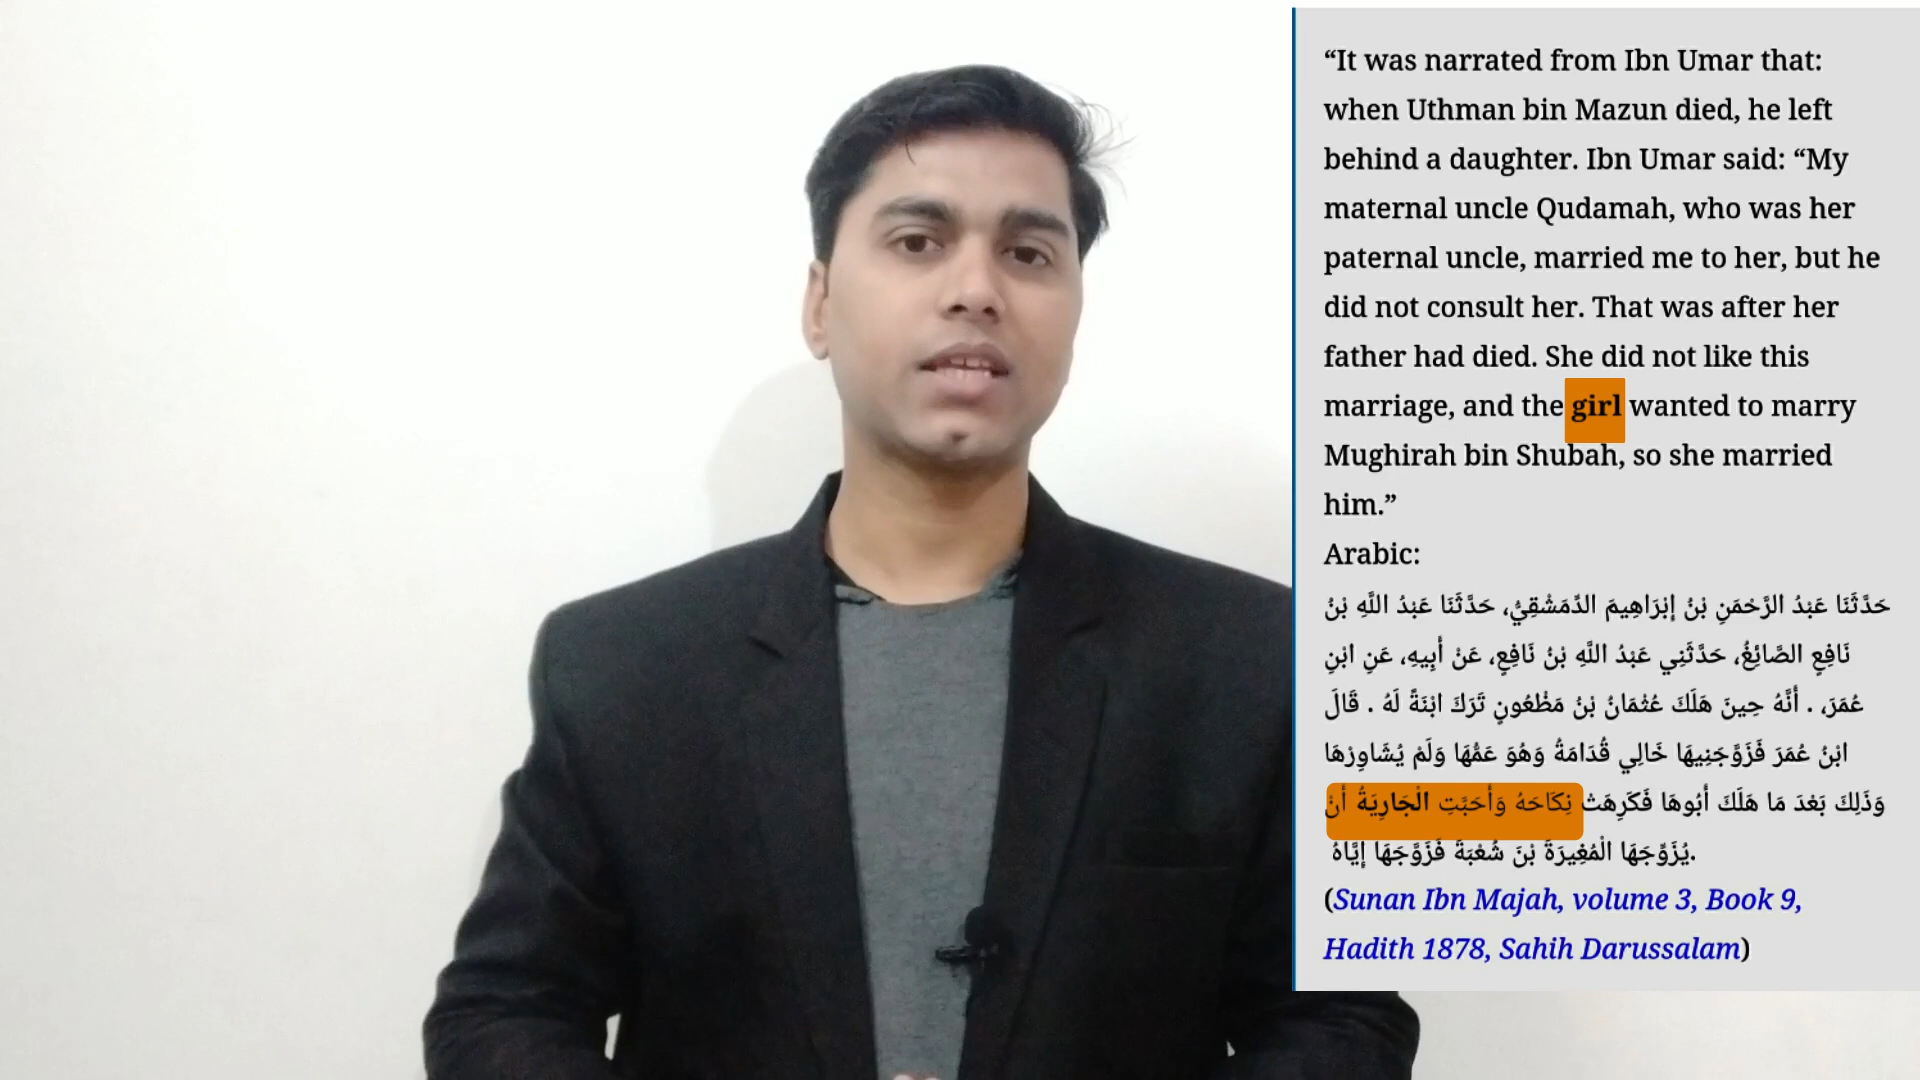 “It was narrated from Ibn Umar that:
when Uthman bin Mazun died, he left
behind a daughter. Ibn Umar said: “My
maternal uncle Qudamah, who was her
paternal uncle, married me to her, but he
did not consult her. That was after her
father had died. She did not like this
marriage, and the girl wanted to marry
Mughirah bin Shubah, so she married
him.”
Arabic:
حَدَّثَنَا عَبْدُ الرَّحْمَنِ بْنُ إِبْرَاهِيمَ الدِّمَشْقِيُّ، حَدَّثَنَا عَبْدُ اللَّهِ بْنُ
نَافِعٍ الصَّائِغُ، حَدَّثَنِي عَبْدُ اللَّهِ بْنُ نَافِعٍ، عَنْ أَبِيهِ، عَنِ ابْنِ
عُمَرَ، . أَنَّهُ حِينَ هَلَكَ عُثْمَانُ بْنُ مَظْعُونٍ تَرَكَ ابْنَةً لَهُ . قَالَ
ابْنُ عُمَرَ فَزَوَّجَنِيهَا خَالِي قُدَامَةُ وَهُوَ عَمُّهَا وَلَمْ يُشَاوِرْهَا
وَذَلِكَ بَعْدَ مَا هَلَكَ أَبُوهَا فَكَرِهَتْ نِكَاحَهُ وَأَحَبَّتِ الْجَارِيَةُ أَنْ
يُزَوِّجَهَا الْمُغِيرَةَ بْنَ شُعْبَةَ فَزَوَّجَهَا إِيَّاهُ.
(Sunan Ibn Majah, volume 3, Book 9,
Hadith 1878, Sahih Darussalam)